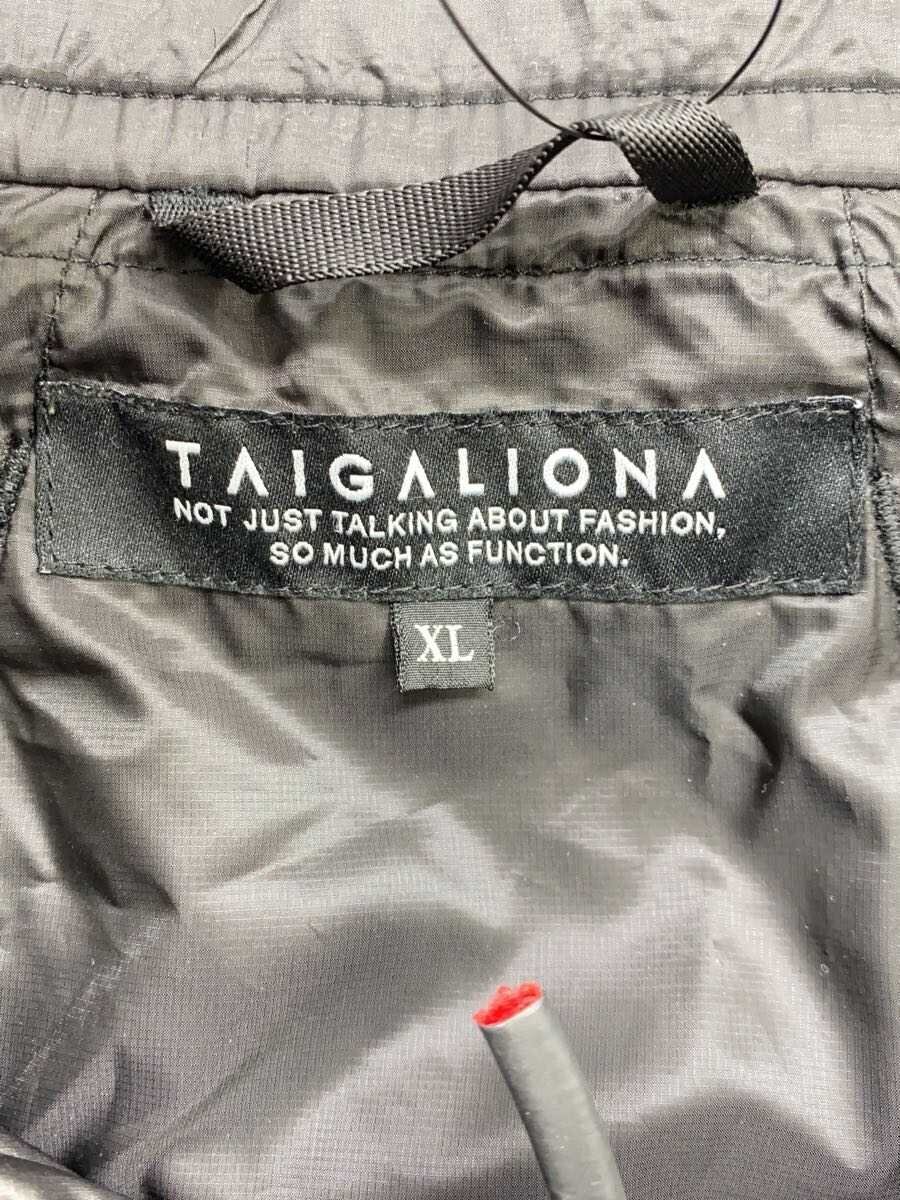 TAIGALIONA
NOT JUST TALKING ABOUT FASHION,
SO MUCH AS FUNCTION.
XL